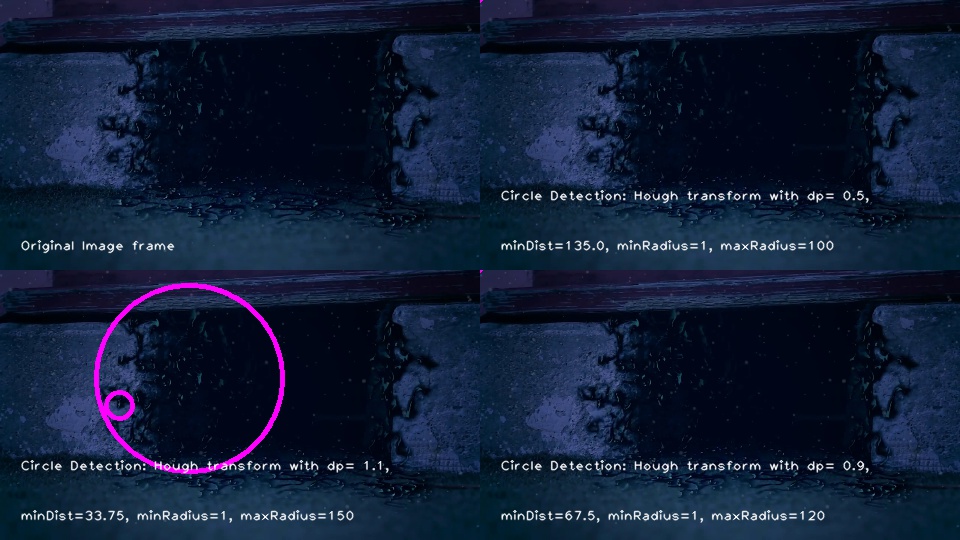 Original Image frame
Circle Detection: Hough transform with dp= 0.5,
minDist=135.0, minRadius=1, maxRadius=100
Circle Detection: Hough transform with dp= 1.1,
minDist=33.75, minRadius=1, maxRadius=150
Circle Detection: Hough transform with dp= 0.9,
minDist=67.5, minRadius=1, maxRadius=120